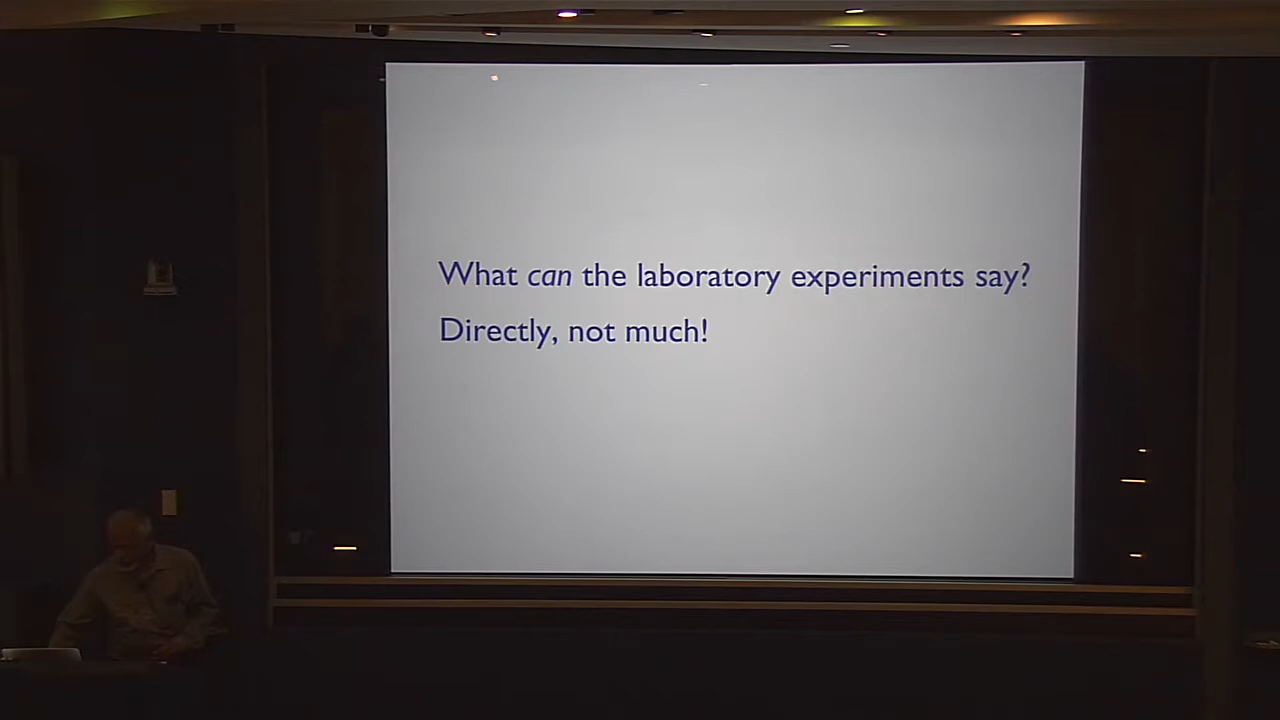 What can the laboratory experiments say?
Directly, not much!